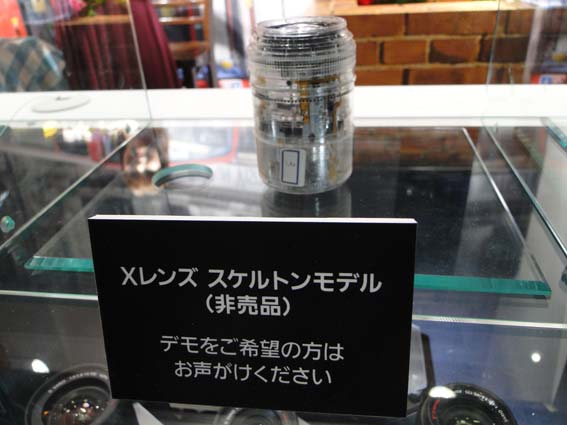 Xレンズ スケルトンモデル
（非売品）
デモをご希望の方は
お声がけください